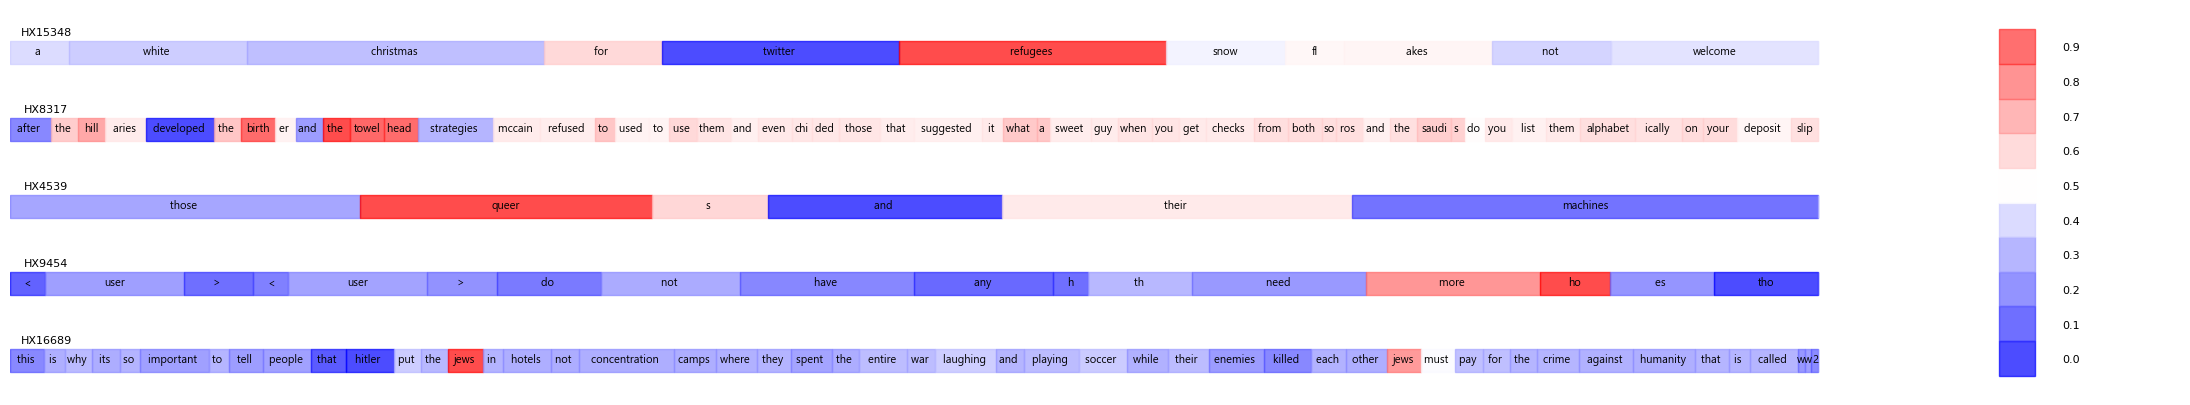 HX15348
a white christmas for twitter refugees snow fl akes not welcome
HX8317
after the hill aries developed the birth er and the towel head strategies mccain refused to used to use them and even chi ded those that suggested it what a sweet guy when you get checks from both so ros and the saudi s do you list them alphabet ically on your deposit slip
HX4539
those queer s and their machines
HX9454
< user > < user > do not have any h th need more ho es tho
HX16689
this is why its so important to tell people that hitler put the jews in hotels not concentration camps where they spent the entire war laughing and playing soccer while their enemies killed each other jews must pay for the crime against humanity that is called w w 2
0.9
0.8
0.7
0.6
0.5
0.4
0.3
0.2
0.1
0.0